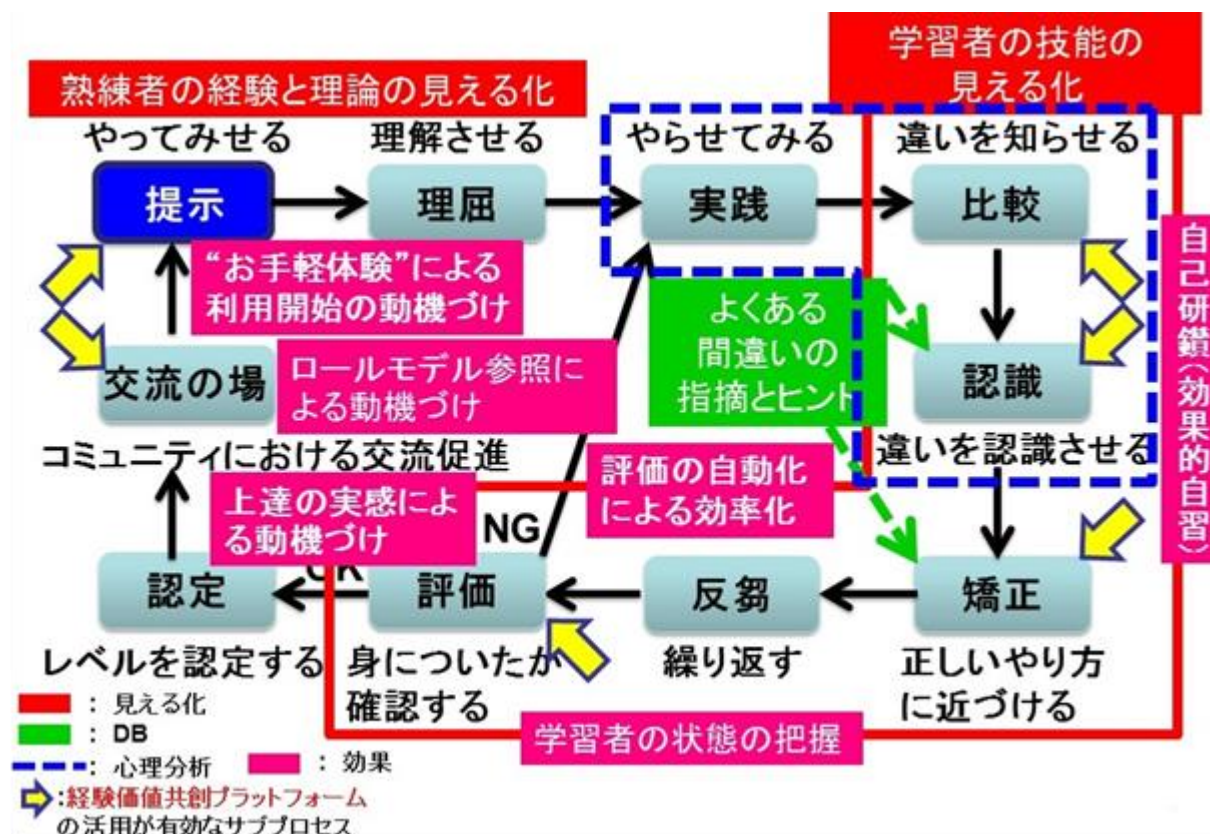 熟練者の経験と理論の見える化
学習者の技能の
見える化
やってみせる
理解させる
やらせてみる
違いを知らせる
提示
理屈
実践
比較
“お手軽体験”による
利用開始の動機づけ
よくある
間違いの
指摘とヒント
自己研鑽(効果的自習)
交流の場
ロールモデル参照に
よる動機づけ
認識
コミュニティにおける交流促進
違いを認識させる
上達の実感によ
る動機づけ
NG
評価の自動化
による効率化
OK
認定
評価
反芻
矯正
レベルを認定する
身についたか
確認する
繰り返す
正しいやり方
に近づける
学習者の状態の把握
: 見える化
: DB
: 心理分析
: 効果
:経験価値共創プラットフォーム
の活用が有効なサブプロセス